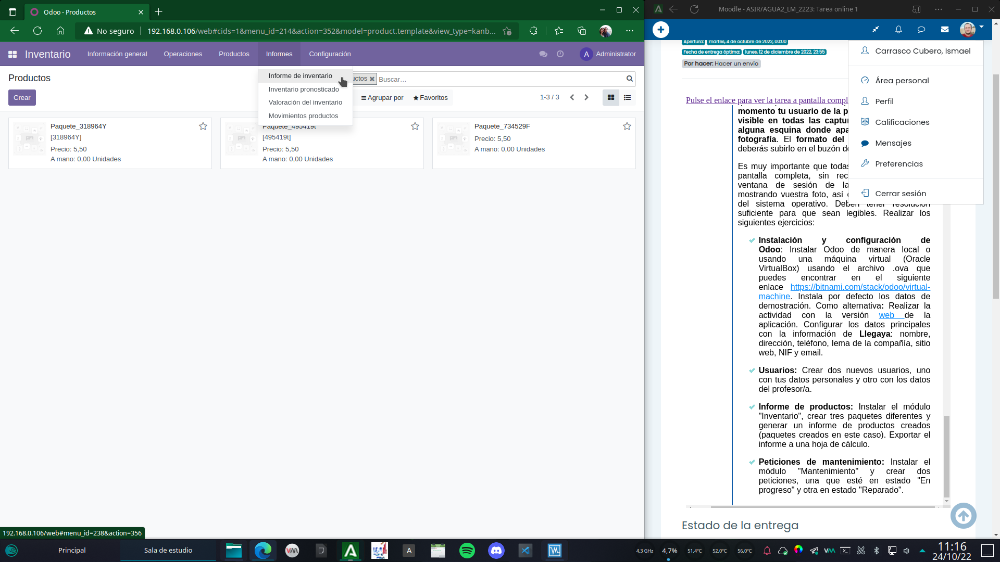 Odoo - Productos
No seguro
192.168.0.106/web#cids=1&menu_id=214&action=352&model=product.template&view_type=kanb...
Inventario
Información general
Operaciones
Productos
Informes
Configuración
A
Administrator
Productos
uctos
Buscar...
Crear
Informe de inventario
Inventario pronosticado
Valoración del inventario
Movimientos productos
Agrupar por
Favoritos
1-3 / 3
Paquete_318964Y
[318964Y]
Precio: 5,50
A mano: 0,00 Unidades
Paquete_495419t
[495419t]
Precio: 5,50
A mano: 0,00 Unidades
Paquete_734529F
Precio: 5,50
A mano: 0,00 Unidades
192.168.0.106/web#menu_id=238&action=356
Moodle - ASIR/AGUA2_LM_2223: Tarea online 1
Apertura: martes, 4 de octubre de 2022, 00:00
Fecha de entrega óptima: lunes, 12 de diciembre de 2022, 23:55
Por hacer: Hacer un envío
Carrasco Cubero, Ismael
Área personal
Perfil
Calificaciones
Mensajes
Preferencias
Cerrar sesión
Pulse el enlace para ver la tarea a pantalla compl
momento tu usuario de la p
visible en todas las captu
alguna esquina donde apa
fotografía. El formato del
deberás subirlo en el buzón de
Es muy importante que todas
pantalla completa, sin rec
ventana de sesión de la
mostrando vuestra foto, así
del sistema operativo. Deben tener resolución
suficiente para que sean legibles. Realizar los
siguientes ejercicios:
Instalación y configuración de
Odoo: Instalar Odoo de manera local o
usando una máquina virtual (Oracle
VirtualBox) usando el archivo .ova que
puedes encontrar en el siguiente
enlace https://bitnami.com/stack/odoo/virtual-
machine. Instala por defecto los datos de
demostración. Como alternativa: Realizar la
actividad con la versión web de la
aplicación. Configurar los datos principales
con la información de Llegaya: nombre,
dirección, teléfono, lema de la compañía, sitio
web, NIF y email.
Usuarios: Crear dos nuevos usuarios, uno
con tus datos personales y otro con los datos
del profesor/a.
Informe de productos: Instalar el módulo
"Inventario", crear tres paquetes diferentes y
generar un informe de productos creados
(paquetes creados en este caso). Exportar el
informe a una hoja de cálculo.
Peticiones de mantenimiento: Instalar el
módulo "Mantenimiento" y crear dos
peticiones, una que esté en estado "En
progreso" y otra en estado "Reparado".
Estado de la entrega
Principal
Sala de estudio
4,3 GHz
4,7%
51,4°C
52,0°C
56,0°C
11:16
24/10/22